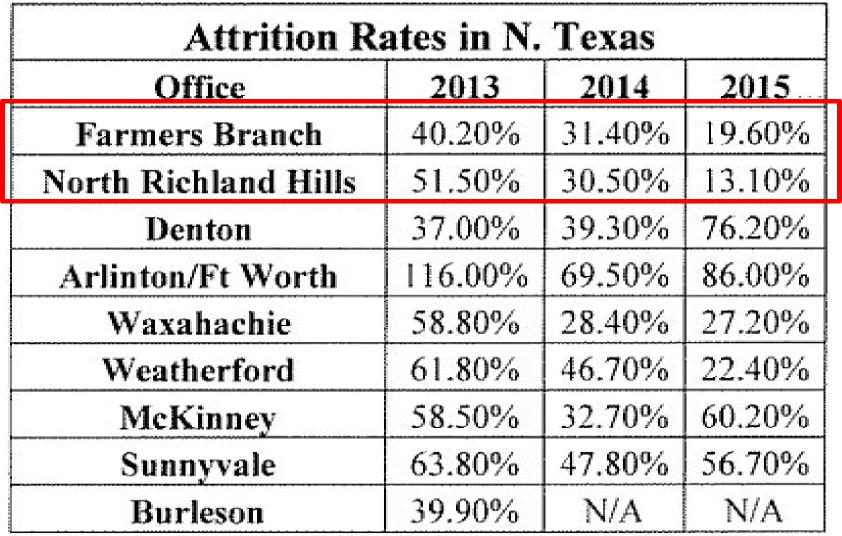 Attrition Rates in N. Texas
Office 2013 2014 2015
Farmers Branch 40.20% 31.40% 19.60%
North Richland Hills 51.50% 30.50% 13.10%
Denton 37.00% 39.30% 76.20%
Arlinton/Ft Worth 116.00% 69.50% 86.00%
Waxahachie 58.80% 28.40% 27.20%
Weatherford 61.80% 46.70% 22.40%
McKinney 58.50% 32.70% 60.20%
Sunnyvale 63.80% 47.80% 56.70%
Burleson 39.90% N/A N/A